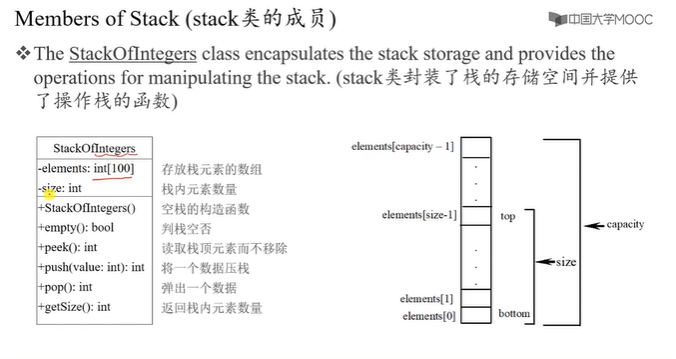 Members of Stack (stack类的成员)
中国大学MOOC
❖The StackOfIntegers class encapsulates the stack storage and provides the
operations for manipulating the stack. (stack类封装了栈的存储空间并提供
了操作栈的函数)
StackOfIntegers
-elements: int[100] 存放栈元素的数组
-size: int 栈内元素数量
+StackOfIntegers() 空栈的构造函数
+empty(): bool 判栈空否
+peek(): int 读取栈顶元素而不移除
+push(value: int): int 将一个数据压栈
+pop(): int 弹出一个数据
+getSize(): int 返回栈内元素数量
elements[capacity – 1]
elements[size-1] top
capacity
size
elements[1]
elements[0] bottom